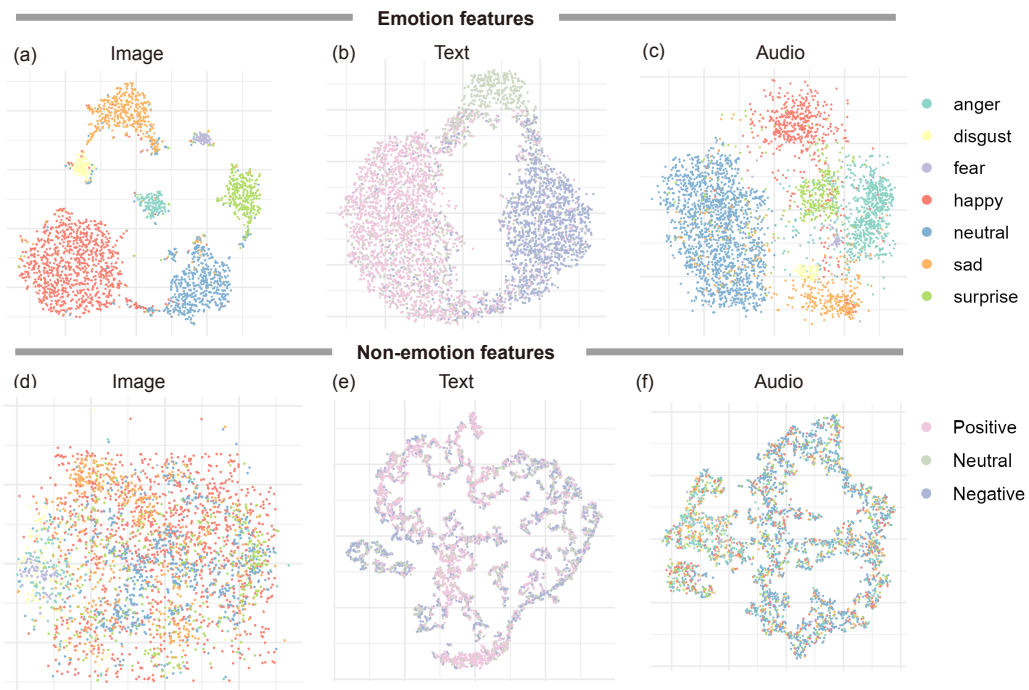 Emotion features
(a) Image
(b) Text
(c) Audio
anger
disgust
fear
happy
neutral
sad
surprise
Non-emotion features
(d) Image
(e) Text
(f) Audio
Positive
Neutral
Negative